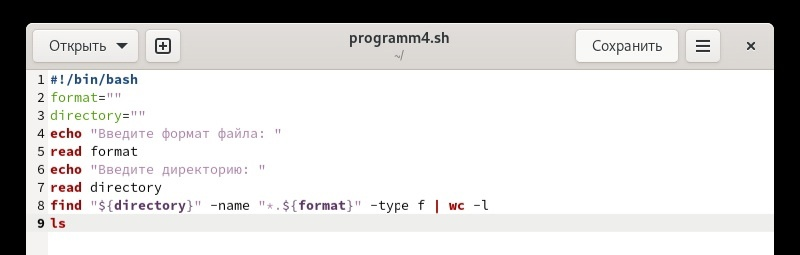 Открыть
programm4.sh
~/
Сохранить
1 #!/bin/bash
2 format=""
3 directory=""
4 echo "Введите формат файла: "
5 read format
6 echo "Введите директорию: "
7 read directory
8 find "${directory}" -name "*.${format}" -type f | wc -l
9 ls